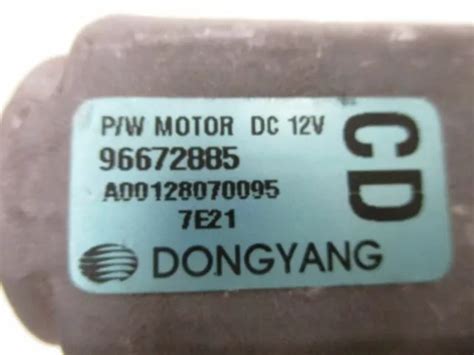 P/W MOTOR DC 12V
96672885
A00128070095
7E21
DONGYANG
CD